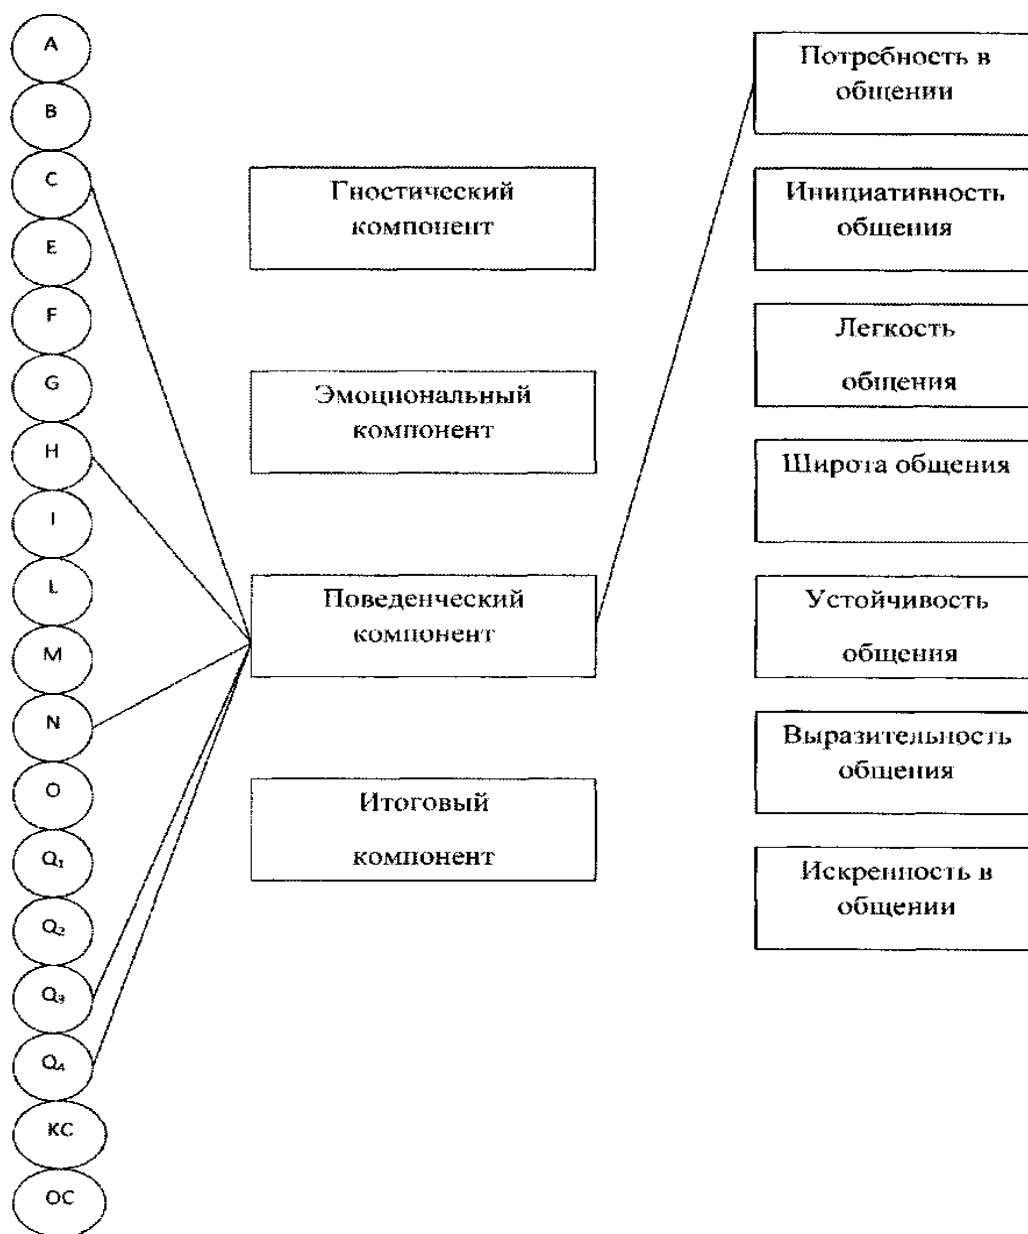 A
B
C
E
F
G
H
I
L
M
N
O
Q₁
Q₂
Q₃
Q₄
КС
ОС
Гностический
компонент
Эмоциональный
компонент
Поведенческий
компонент
Итоговый
компонент
Потребность в
общении
Инициативность
общения
Легкость
общения
Широта общения
Устойчивость
общения
Выразительность
общения
Искренность в
общении